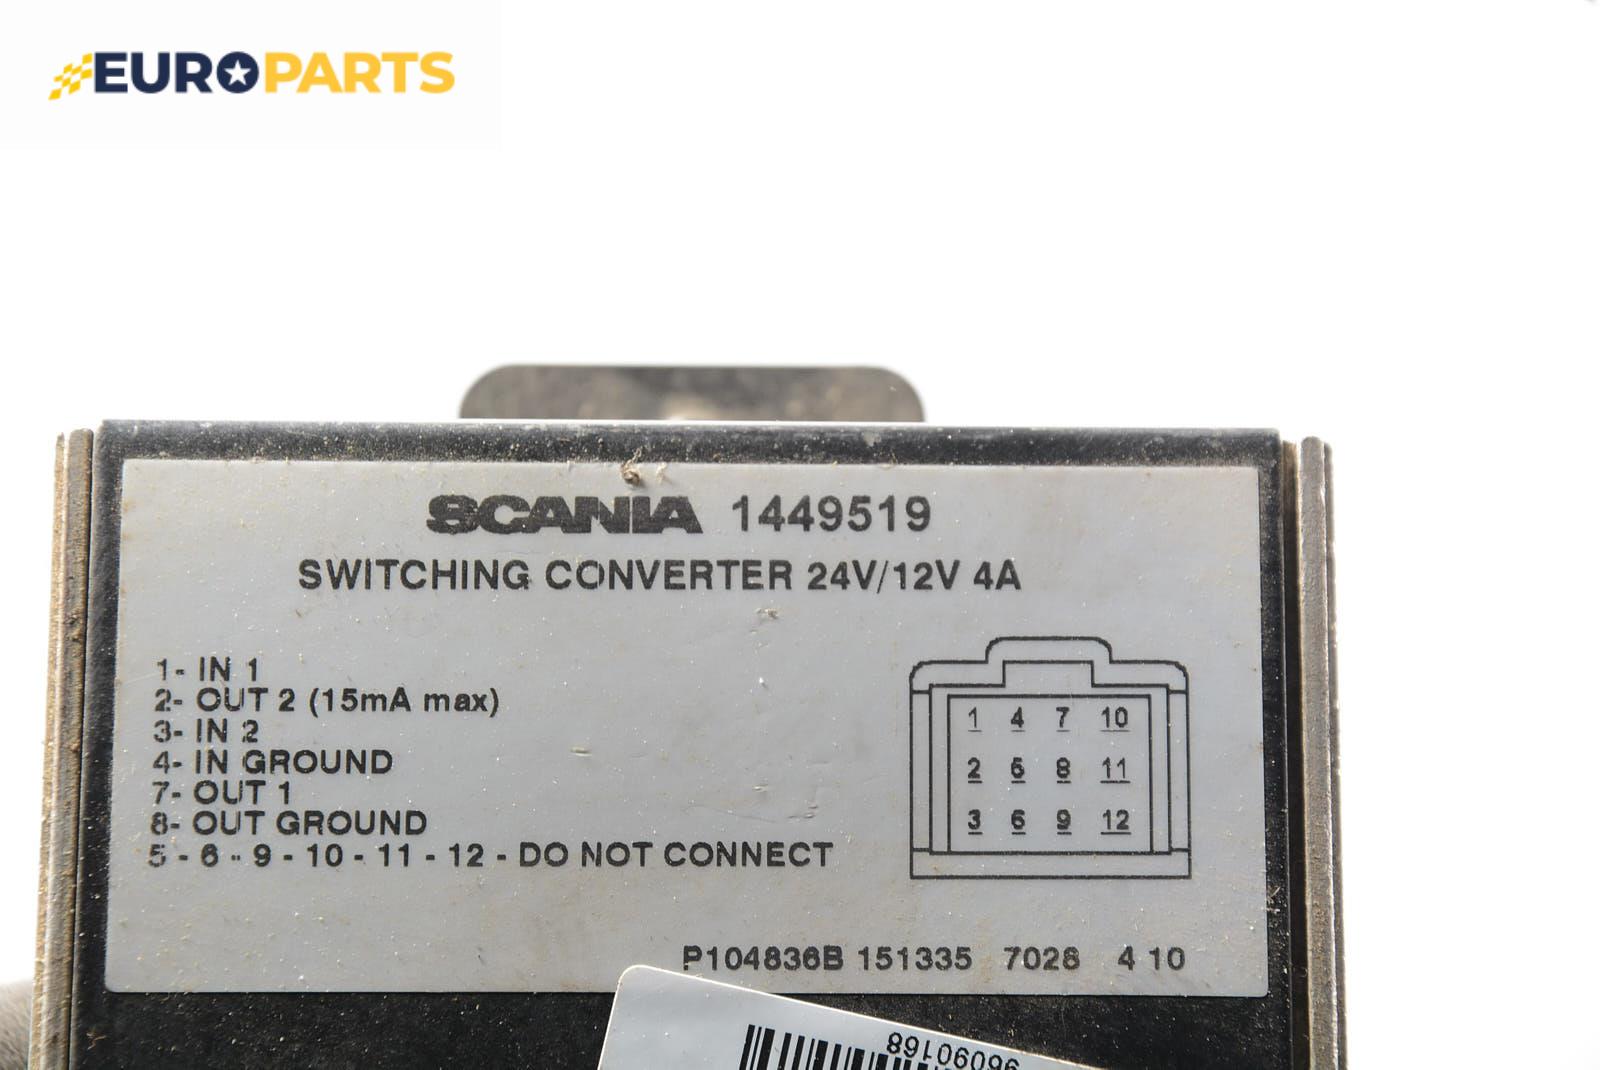 EUROPARTS
SCANIA 1449519
SWITCHING CONVERTER 24V/12V 4A
1- IN 1
2- OUT 2 (15mA max)
3- IN 2
4- IN GROUND
7- OUT 1
8- OUT GROUND
5 - 6 - 9 - 10 - 11 - 12 - DO NOT CONNECT
1 4 7 10
2 5 8 11
3 6 9 12
P104836B 151335 7028 4 10
96090168